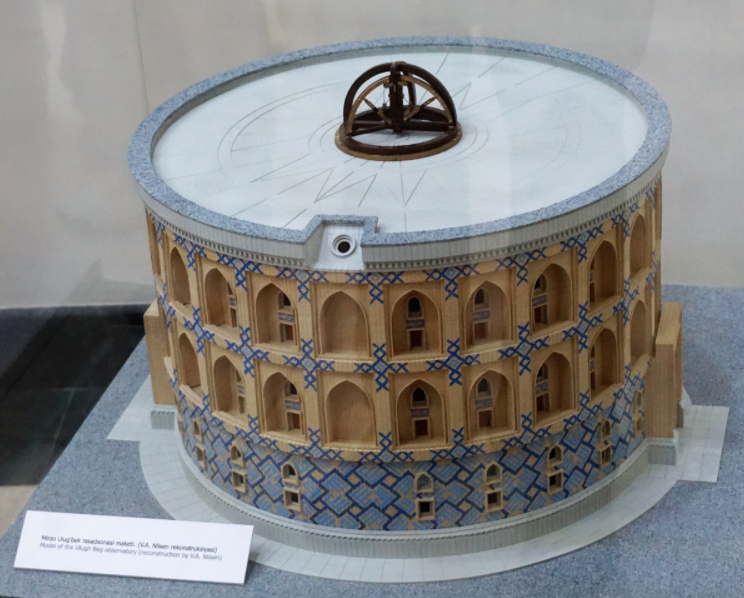 Mirzo Ulug'bek rasadxonasi maketi. (V.A. Nilsen rekonstruksiyasi)
Model of the Ulugh Beg observatory (reconstruction by V.A. Nilsen)